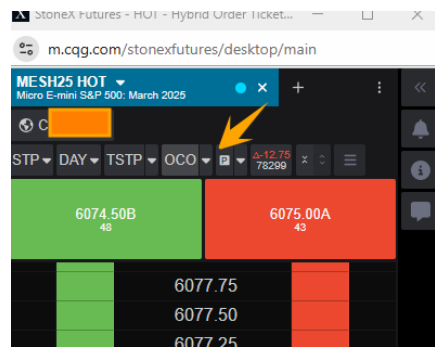 StoneX Futures - HOT - Hybrid Order Ticket...
m.cqg.com/stonexfutures/desktop/main
MESH25 HOT
Micro E-mini S&P 500: March 2025
C
STP DAY TSTP OCO P Δ-12.75
78299
6074.50B 6075.00A
48 43
6077.75
6077.50
6077.25